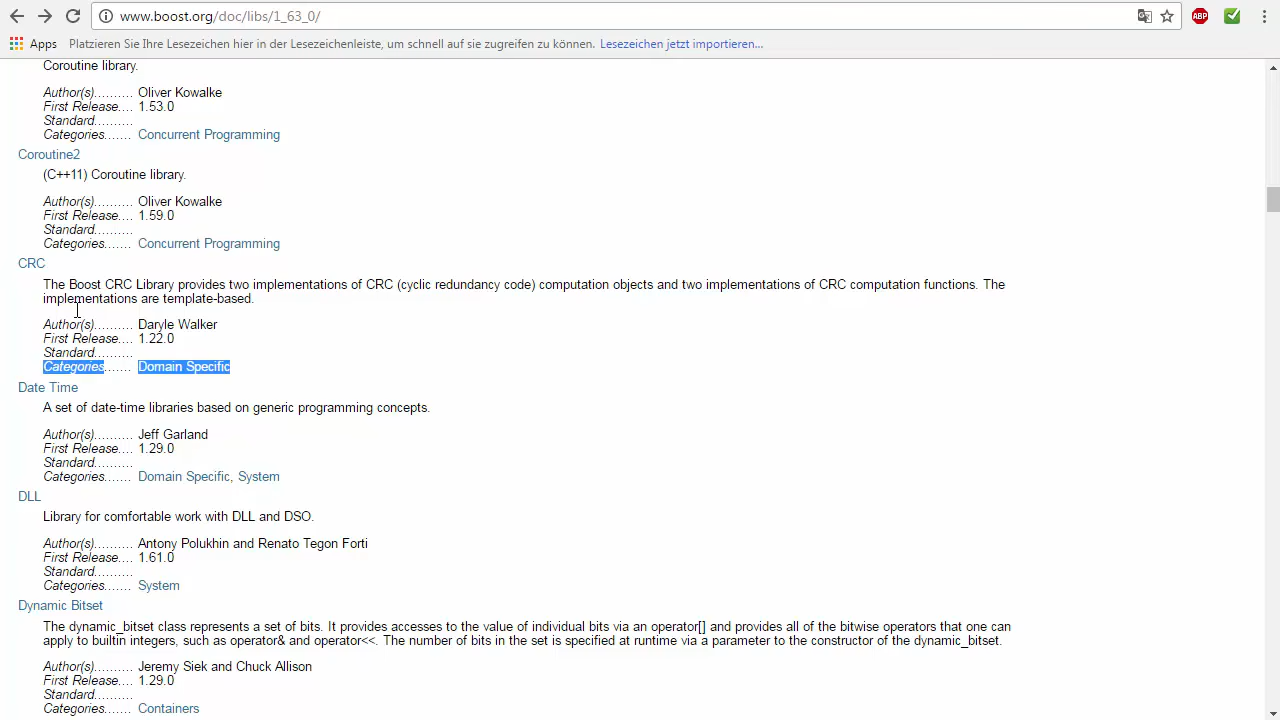 www.boost.org/doc/libs/1_63_0/
ABP
Apps Platzieren Sie Ihre Lesezeichen hier in der Lesezeichenleiste, um schnell auf sie zugreifen zu können. Lesezeichen jetzt importieren...
Coroutine library.
Author(s)......... Oliver Kowalke
First Release.... 1.53.0
Standard.........
Categories....... Concurrent Programming
Coroutine2
(C++11) Coroutine library.
Author(s)......... Oliver Kowalke
First Release.... 1.59.0
Standard.........
Categories....... Concurrent Programming
CRC
The Boost CRC Library provides two implementations of CRC (cyclic redundancy code) computation objects and two implementations of CRC computation functions. The
implementations are template-based.
Author(s)......... Daryle Walker
First Release.... 1.22.0
Standard.........
Categories....... Domain Specific
Date Time
A set of date-time libraries based on generic programming concepts.
Author(s)......... Jeff Garland
First Release.... 1.29.0
Standard.........
Categories....... Domain Specific, System
DLL
Library for comfortable work with DLL and DSO.
Author(s)......... Antony Polukhin and Renato Tegon Forti
First Release.... 1.61.0
Standard.........
Categories....... System
Dynamic Bitset
The dynamic_bitset class represents a set of bits. It provides accesses to the value of individual bits via an operator[] and provides all of the bitwise operators that one can
apply to builtin integers, such as operator& and operator<<. The number of bits in the set is specified at runtime via a parameter to the constructor of the dynamic_bitset.
Author(s)......... Jeremy Siek and Chuck Allison
First Release.... 1.29.0
Standard.........
Categories....... Containers